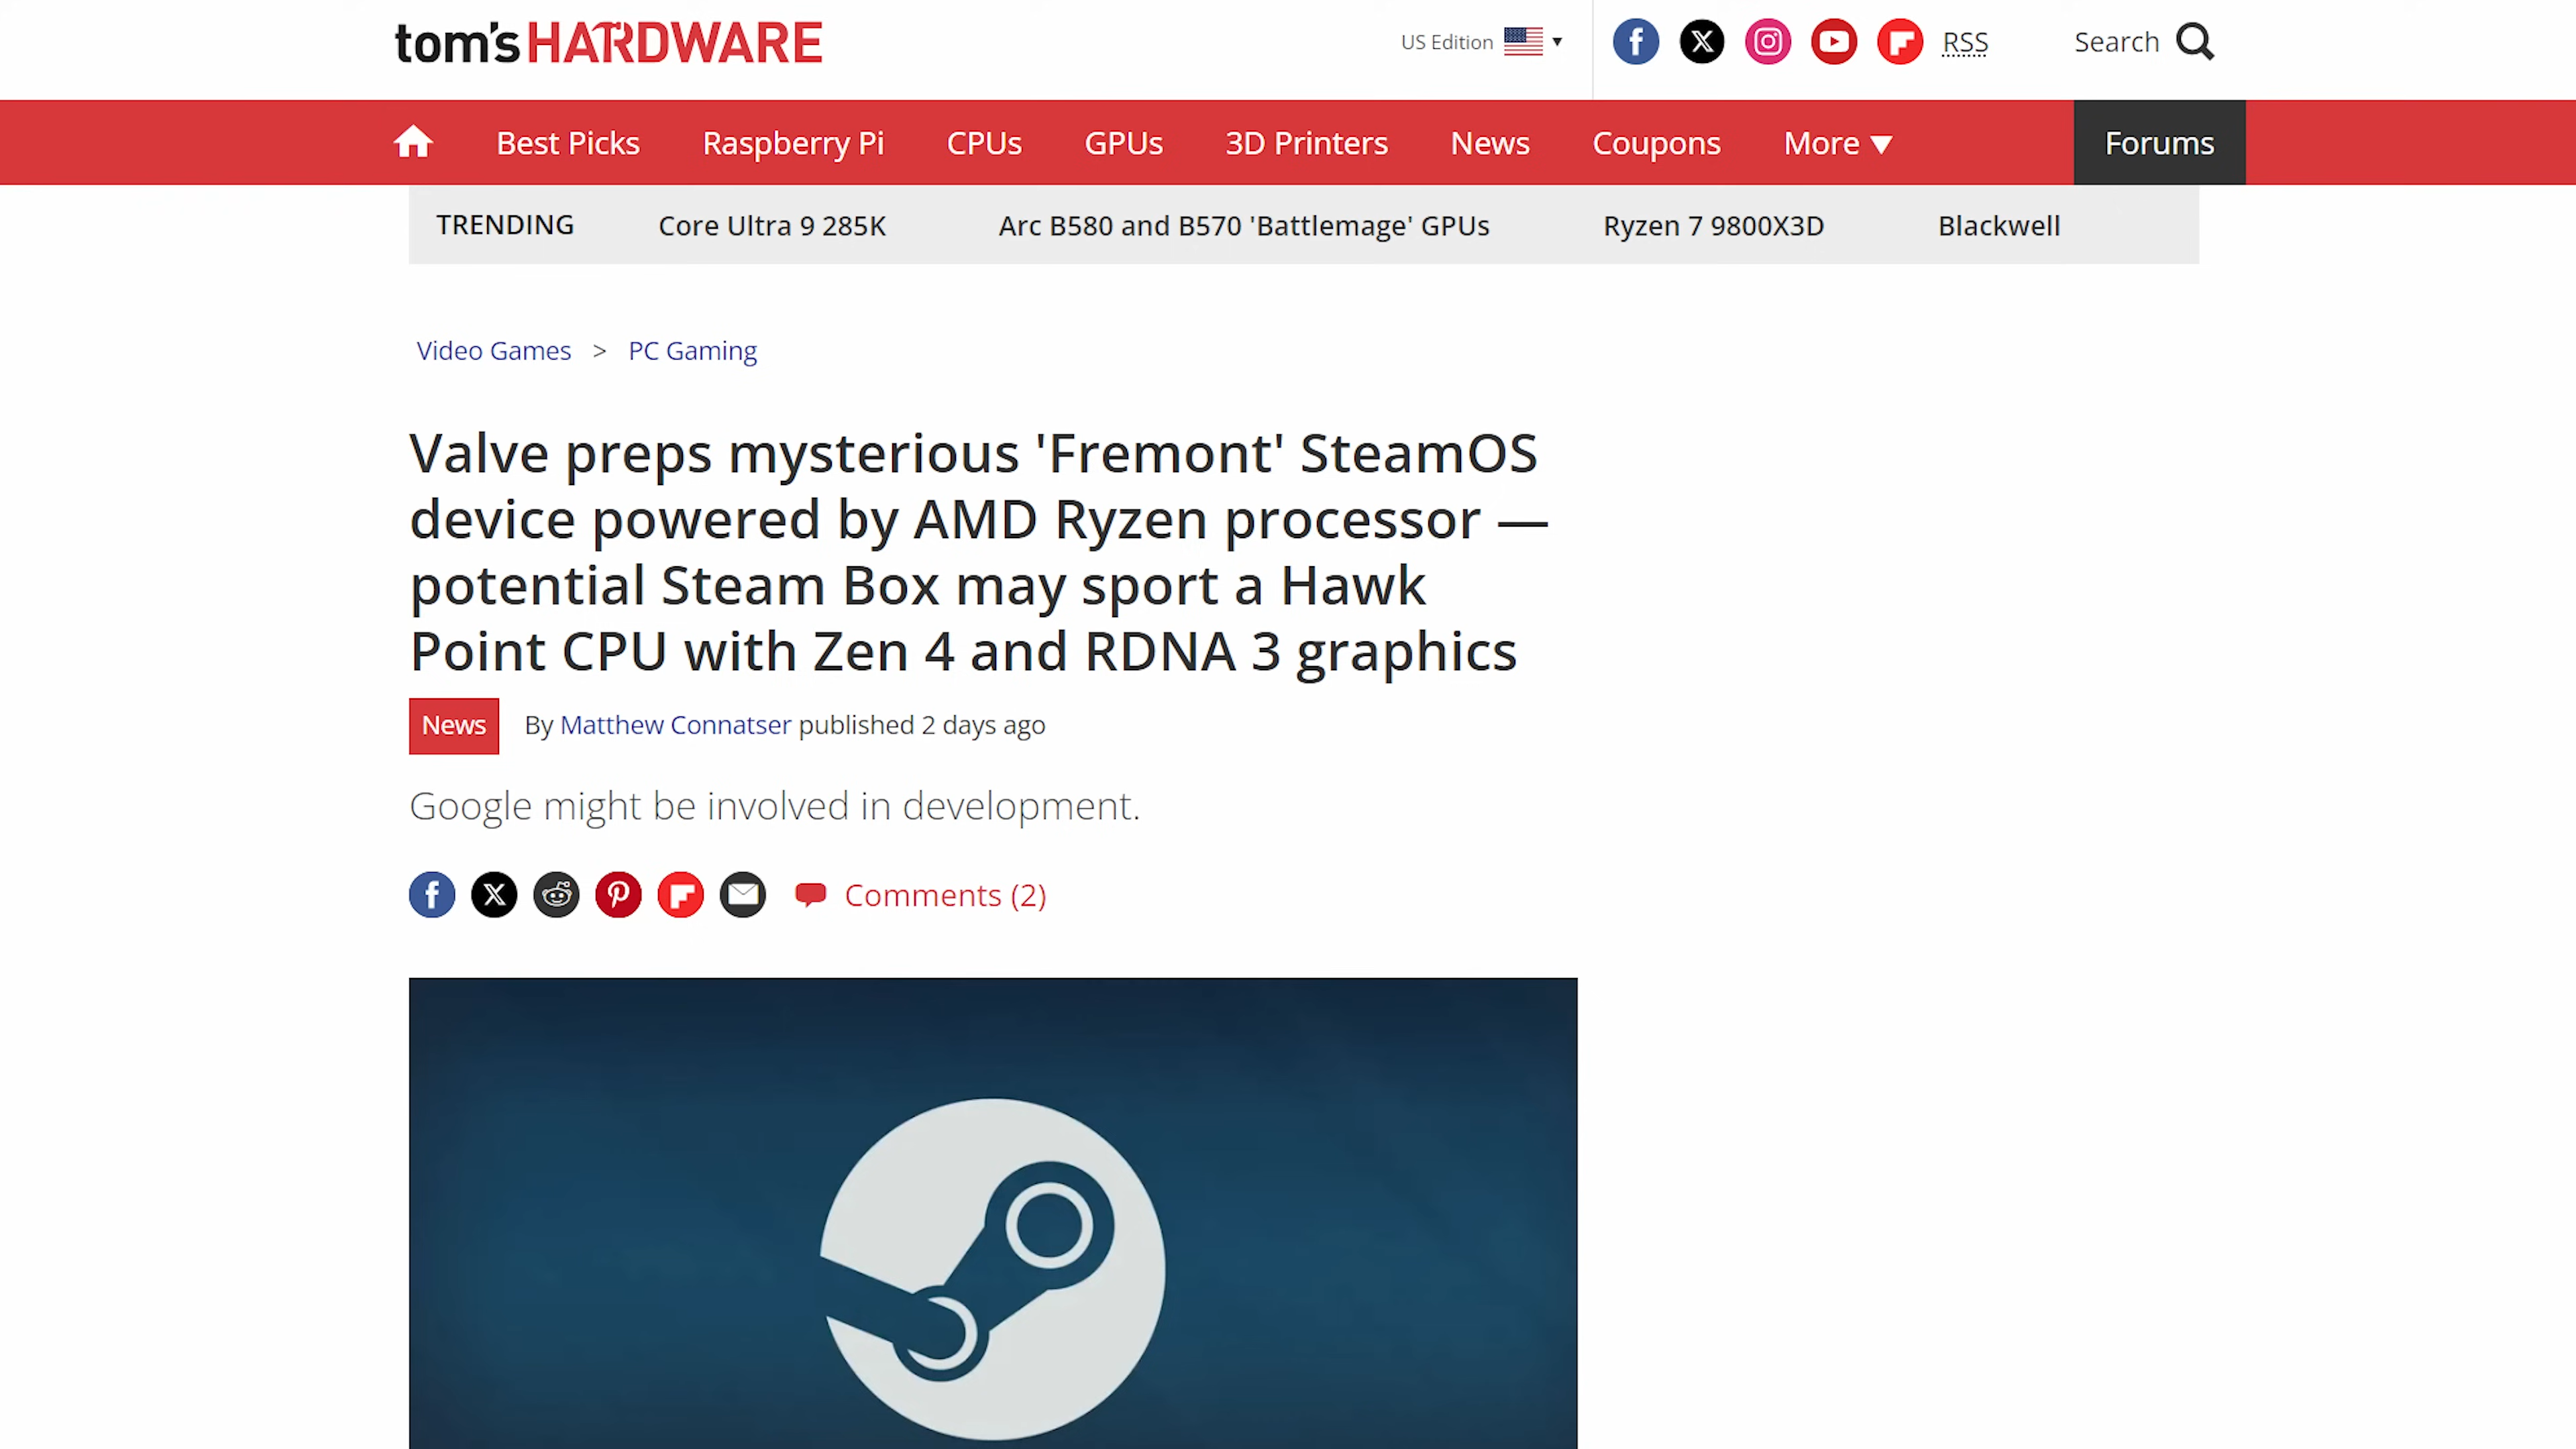 tom's HARDWARE
US Edition
RSS
Search
Best Picks
Raspberry Pi
CPUs
GPUs
3D Printers
News
Coupons
More
Forums
TRENDING
Core Ultra 9 285K
Arc B580 and B570 'Battlemage' GPUs
Ryzen 7 9800X3D
Blackwell
Video Games > PC Gaming
Valve preps mysterious 'Fremont' SteamOS
device powered by AMD Ryzen processor —
potential Steam Box may sport a Hawk
Point CPU with Zen 4 and RDNA 3 graphics
News
By Matthew Connatser published 2 days ago
Google might be involved in development.
Comments (2)